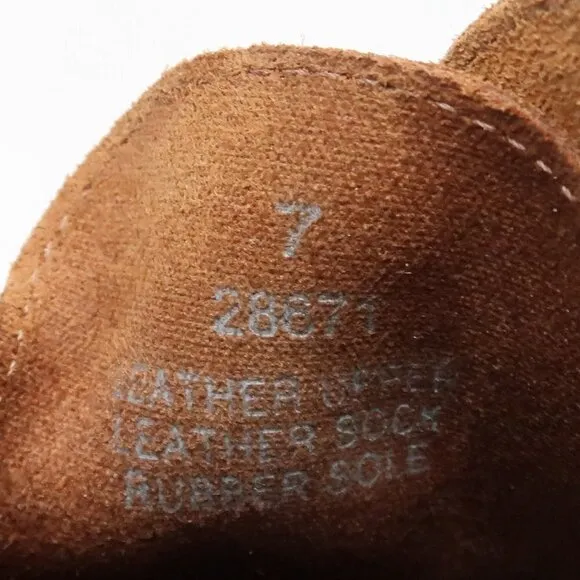 7
28671
LEATHER UPPER
LEATHER SOCK
RUBBER SOLE